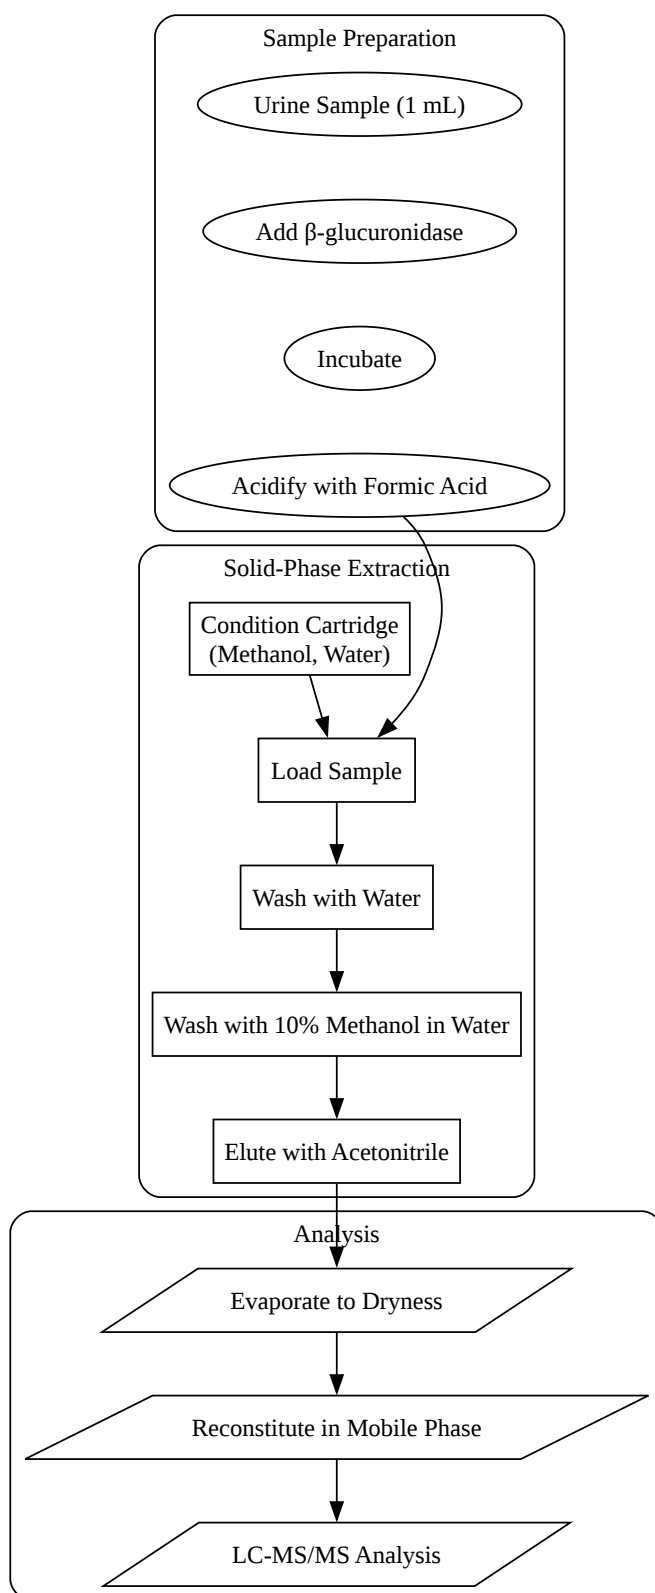 Sample Preparation
Urine Sample (1 mL)
Add β-glucuronidase
Incubate
Acidify with Formic Acid
Solid-Phase Extraction
Condition Cartridge
(Methanol, Water)
Load Sample
Wash with Water
Wash with 10% Methanol in Water
Elute with Acetonitrile
Analysis
Evaporate to Dryness
Reconstitute in Mobile Phase
LC-MS/MS Analysis